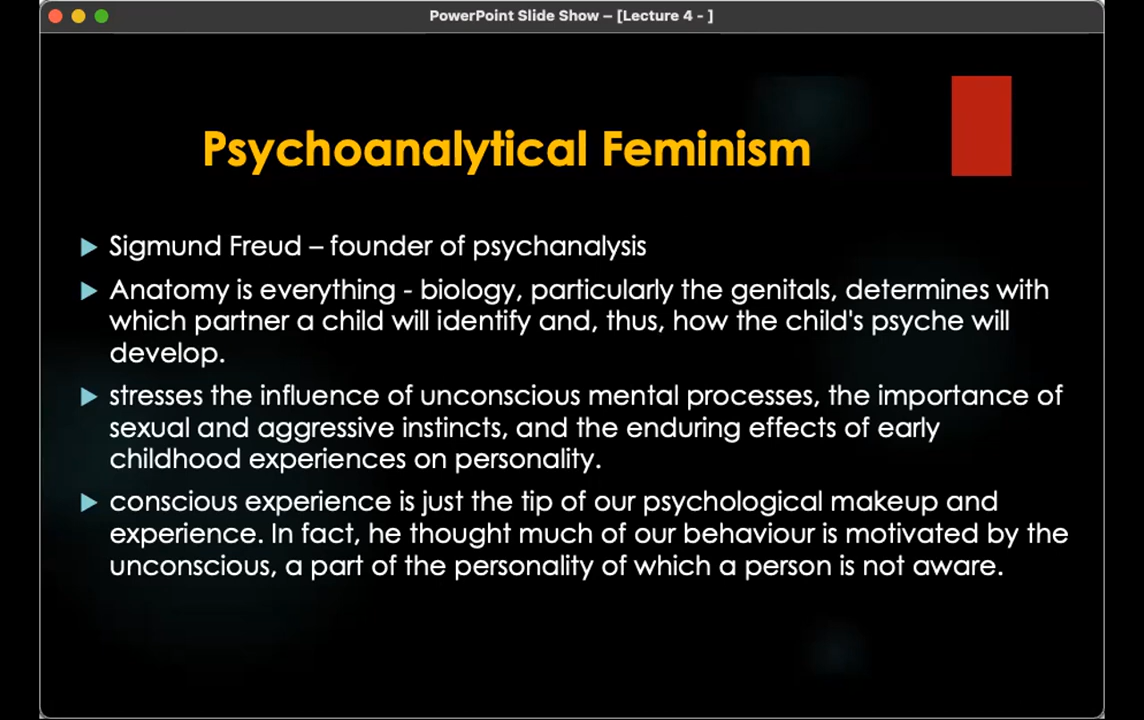 PowerPoint Slide Show – [Lecture 4 - ]
Psychoanalytical Feminism
Sigmund Freud – founder of psychanalysis
Anatomy is everything - biology, particularly the genitals, determines with
which partner a child will identify and, thus, how the child's psyche will
develop.
stresses the influence of unconscious mental processes, the importance of
sexual and aggressive instincts, and the enduring effects of early
childhood experiences on personality.
conscious experience is just the tip of our psychological makeup and
experience. In fact, he thought much of our behaviour is motivated by the
unconscious, a part of the personality of which a person is not aware.